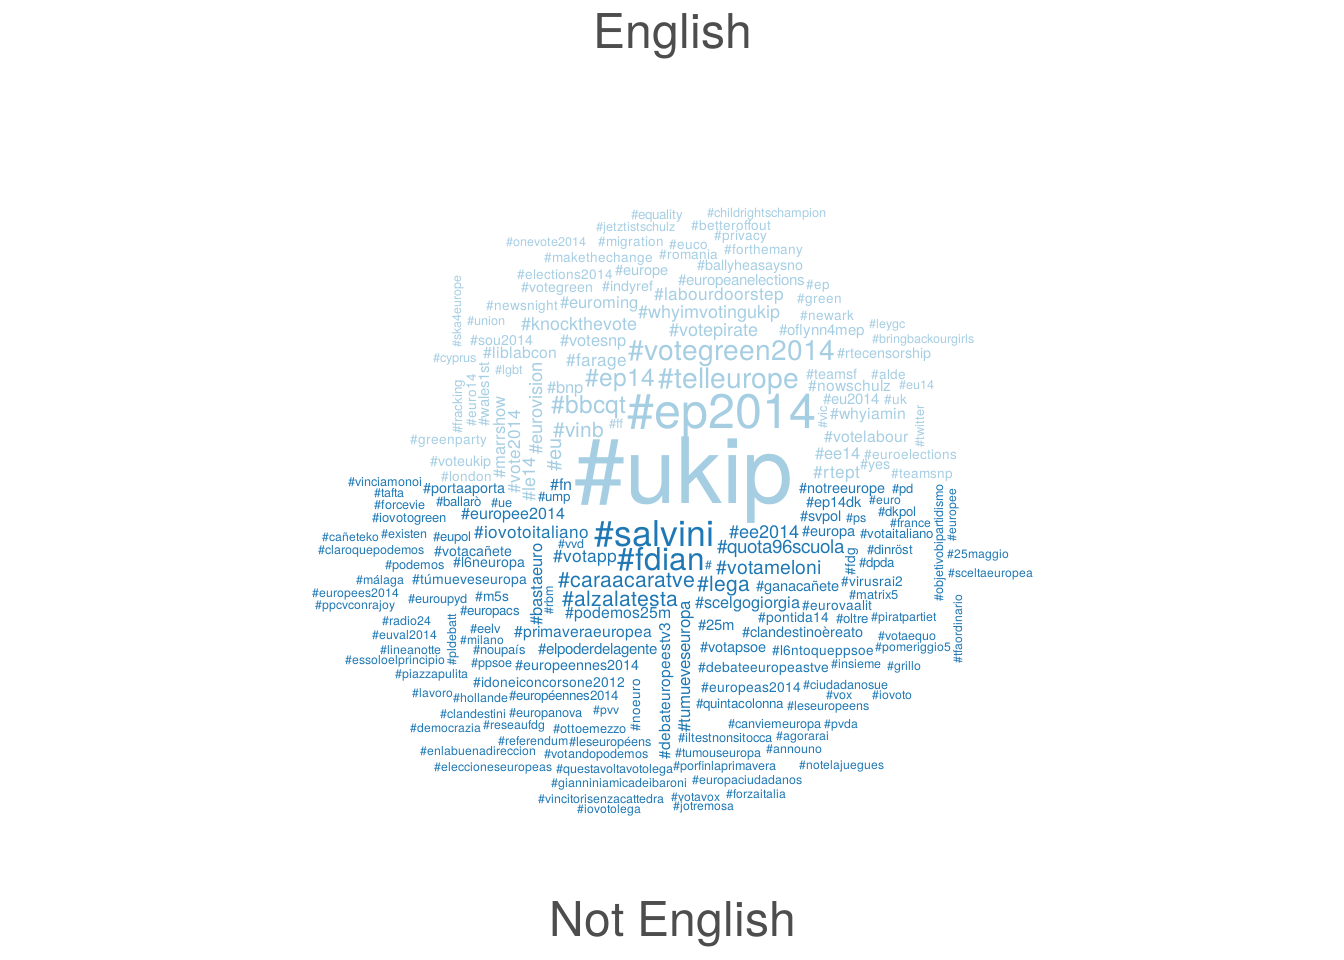 English
#equality #childrightschampion
#jetztistschulz #betteroffout
#onevote2014 #migration #euco #privacy
#makethechange #romania #forthemany
#elections2014 #europe #ballyheasaysno
#votegreen #indyref #europeanelections #ep
#ska4europe #newsnight #euroming #labourdoorstep #green
#union #knockthevote #whyimvotingukip #newark
#sou2014 #votesnp #votepirate #oflynn4mep #leygc
#cyprus #liblabcon #farage #votegreen2014 #rtecensorship #bringbackourgirls
#lgbt #bnp #ep14 #telleurope #teamsf #alde
#fracking #euro14 #wales1st #eurovision #nowschulz #eu14
#marrshow #vote2014 #bbcqt #ep2014 #vic #eu2014 #uk
#vinb #ff #whyiamin #twitter
#greenparty #le14 #eu #votelabour
#voteukip #ukip #ee14 #euroelections
#london #rtept #yes #teamsnp
#vinciamonoi #portaaporta #fn #notreeurope #pd
#tafta #ballarò #ue #ump #ep14dk #euro
#forcevie #europee2014 #svpol #ps #dkpol
#iovotogreen #france #objetivobipartidismo #europee
#cañeteko #existen #eupol #iovotoitaliano #salvini #ee2014 #europa #votaitaliano
#claroquepodemos #votacañete #vvd #quota96scuola #dinröst #25maggio
#podemos #l6neuropa #votapp #fdian # #votameloni #fdg #dpda
#málaga #túmueveseuropa #bastaeuro #caraacaratve #lega #ganacañete #virusrai2 #sceltaeuropea
#europees2014 #euroupyd #m5s #rbm #alzalatesta #scelgogiorgia #eurovaalit #matrix5
#ppcvconrajoy #europacs #podemos25m #pontida14 #oltre #piratpartiet
#radio24 #eelv #primaveraeuropea #25m #clandestinoèreato #tfaordinario
#euval2014 #pldebatt #milano #votaequo
#lineanotte #noupaís #elpoderdelagente #debateuropeestv3 #tumueveseuropa #votapsoe #l6ntoqueppsoe #pomeriggio5
#essoloelprincipio #ppsoe #europeennes2014 #debateeuropeastve #insieme #grillo
#piazzapulita #idoneiconcorsone2012 #europeas2014 #ciudadanosue
#lavoro #hollande #européennes2014 #noeuro #quintacolonna #vox #iovoto
#clandestini #europanova #pvv #leseuropeens
#democrazia #reseaufdg #ottoemezzo #canviemeuropa #pvda
#referendum #leseuropéens #iltestnonsitocca #agorarai
#enlabuenadireccion #votandopodemos #tumouseuropa #announo
#eleccioneseuropeas #questavoltavotolega #porfinlaprimavera #notelajuegues
#gianniniamicadeibaroni #europaciudadanos
#vincitorisenzacattedra #votavox #forzaitalia
#iovotolega #jotremosa
Not English